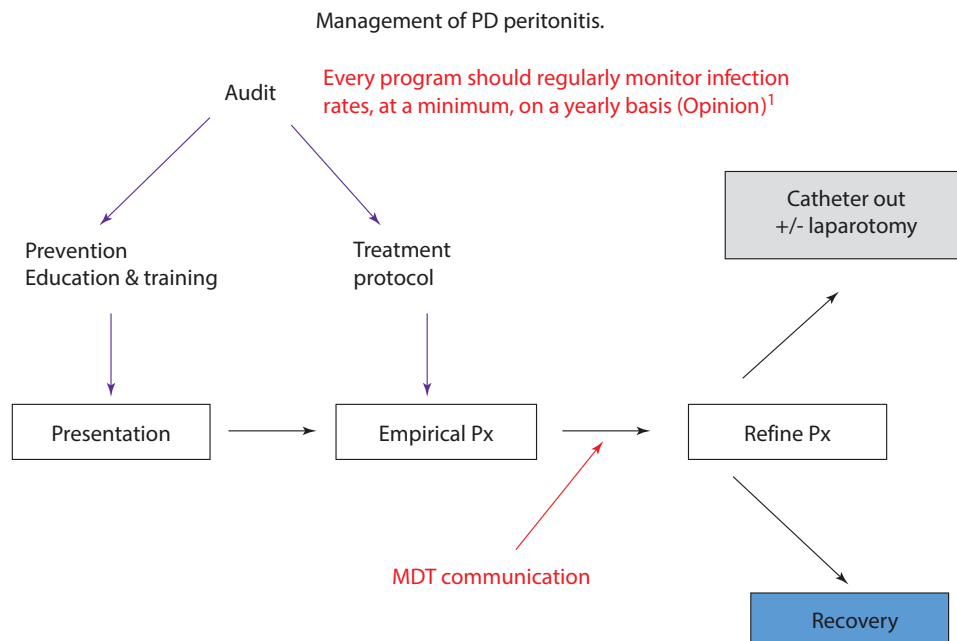 Management of PD peritonitis.
Audit
Every program should regularly monitor infection
rates, at a minimum, on a yearly basis (Opinion)1
Catheter out
+/- laparotomy
Prevention
Education & training
Treatment
protocol
Presentation
Empirical Px
Refine Px
MDT communication
Recovery